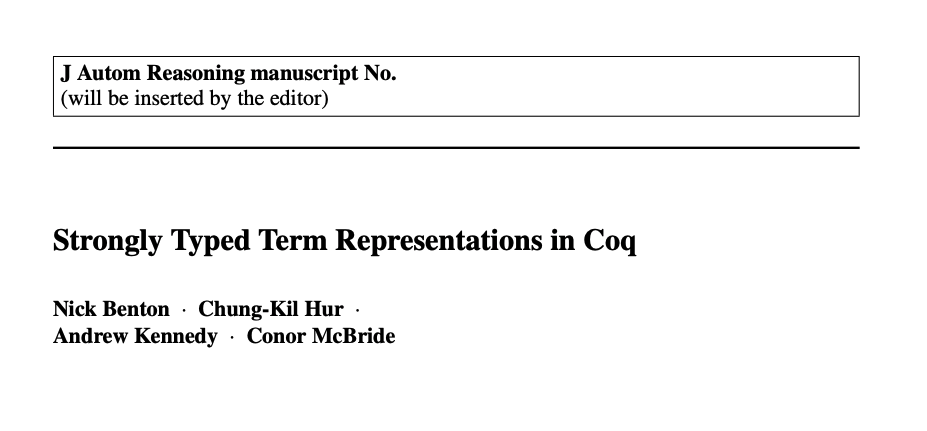 J Autom Reasoning manuscript No.
(will be inserted by the editor)
Strongly Typed Term Representations in Coq
Nick Benton · Chung-Kil Hur ·
Andrew Kennedy · Conor McBride